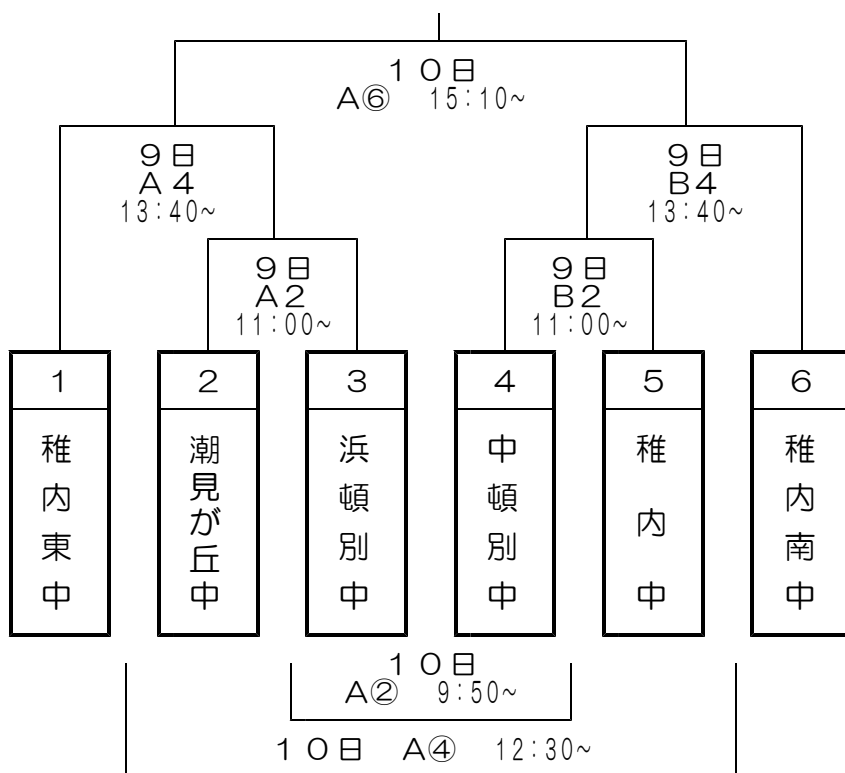 10日
A⑥ 15:10~
9日
A4
13:40~
9日
B4
13:40~
9日
A2
11:00~
9日
B2
11:00~
1 2 3 4 5 6
稚内東中
潮見が丘中
浜頓別中
中頓別中
稚内中
稚内南中
10日
A② 9:50~
10日 A④ 12:30~